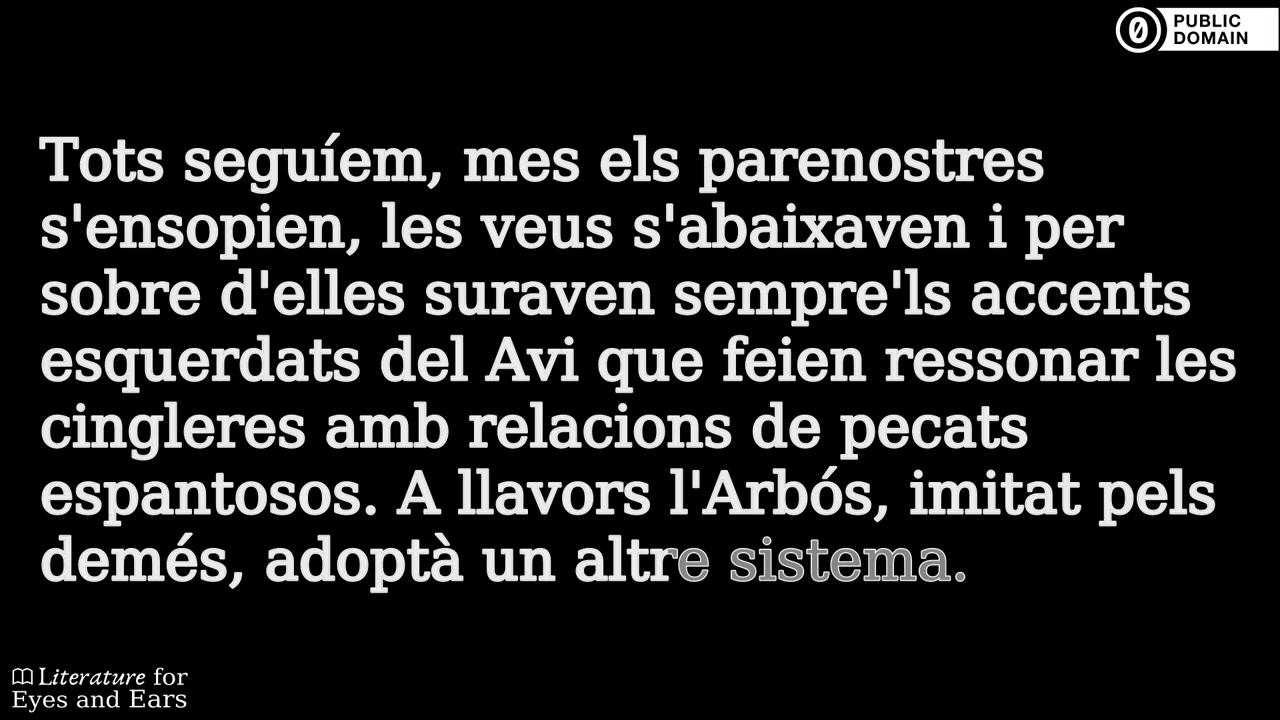 PUBLIC
DOMAIN
Tots seguíem, mes els parenostres
s'ensopien, les veus s'abaixaven i per
sobre d'elles suraven sempre'ls accents
esquerdats del Avi que feien ressonar les
cingleres amb relacions de pecats
espantosos. A llavors l'Arbós, imitat pels
demés, adoptà un altre sistema.
Literature for
Eyes and Ears